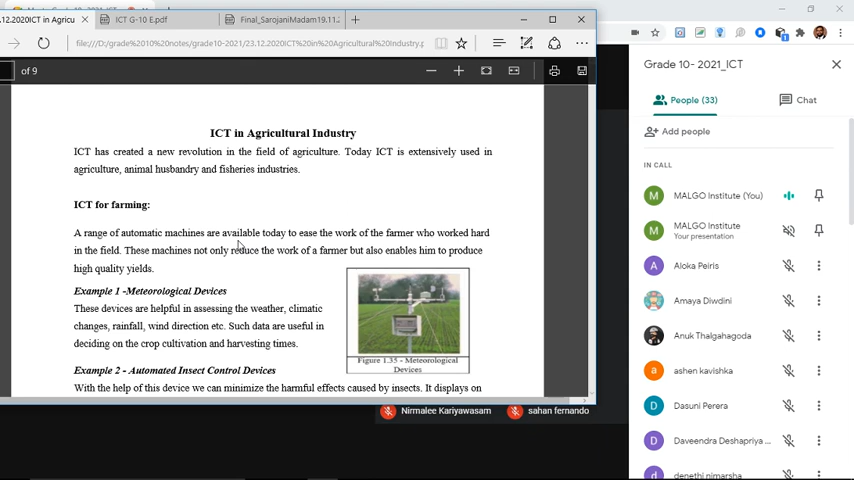 .12.2020ICT in Agricu
ICT G-10 E.pdf
Final_SarojaniMadam19.11.2
file:///D:/grade%2010%20notes/grade10-2021/23.12.2020ICT%20in%20Agricultural%20Industry.p
of 9
ICT in Agricultural Industry
ICT has created a new revolution in the field of agriculture. Today ICT is extensively used in
agriculture, animal husbandry and fisheries industries.
ICT for farming:
A range of automatic machines are available today to ease the work of the farmer who worked hard
in the field. These machines not only reduce the work of a farmer but also enables him to produce
high quality yields.
Example 1 -Meteorological Devices
These devices are helpful in assessing the weather, climatic
changes, rainfall, wind direction etc. Such data are useful in
deciding on the crop cultivation and harvesting times.
Figure 1.35 - Meteorological
Devices
Example 2 - Automated Insect Control Devices
With the help of this device we can minimize the harmful effects caused by insects. It displays on
Nirmalee Kariyawasam
sahan fernando
Grade 10- 2021_ICT
People (33)
Chat
Add people
IN CALL
M
MALGO Institute (You)
M
MALGO Institute
Your presentation
A
Aloka Peiris
Amaya Diwdini
Anuk Thalgahagoda
a
ashen kavishka
D
Dasuni Perera
D
Daveendra Deshapriya ...
d
denethi nimarsha